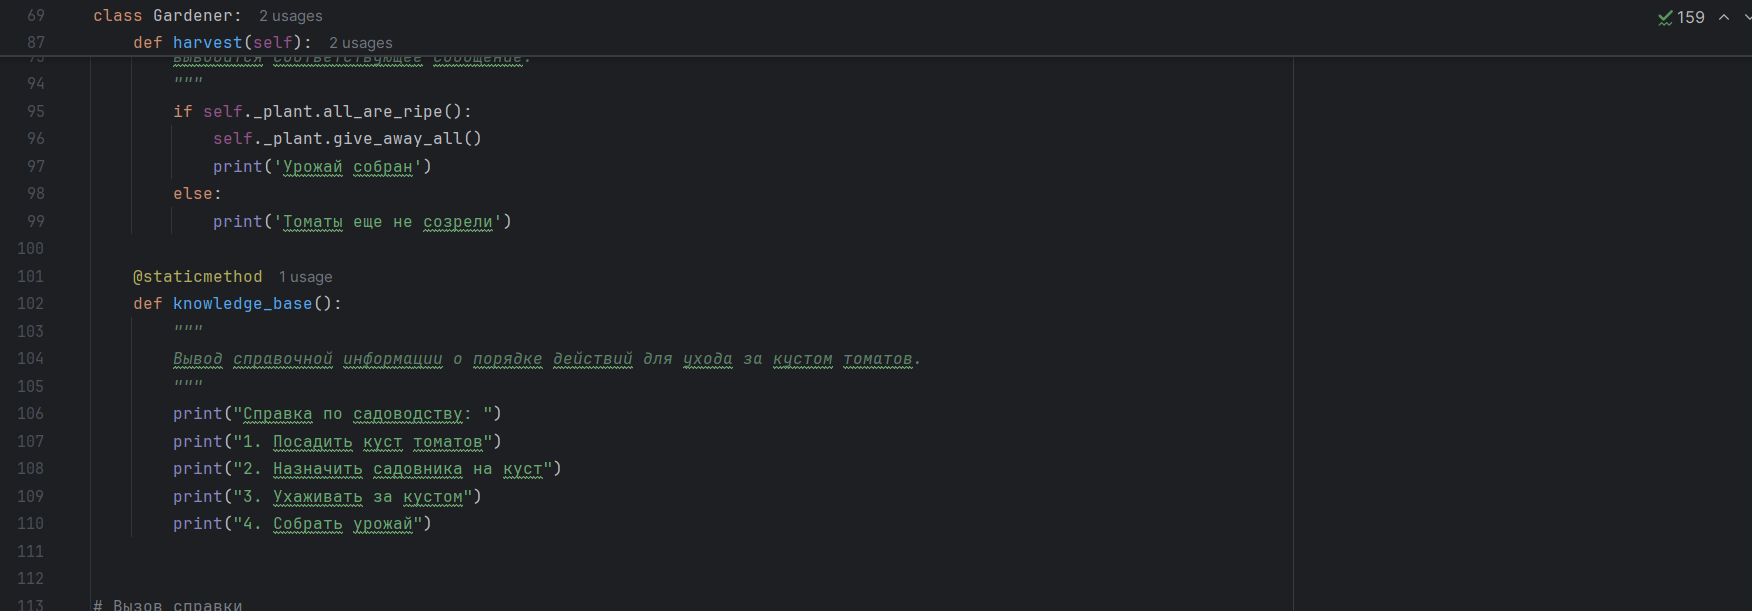 69 class Gardener: 2 usages
159
87 def harvest(self): 2 usages
93 выводится соответствующее сообщение.
94 """
95 if self._plant.all_are_ripe():
96 self._plant.give_away_all()
97 print('Урожай собран')
98 else:
99 print('Томаты еще не созрели')
100
101 @staticmethod 1 usage
102 def knowledge_base():
103 """
104 Вывод справочной информации о порядке действий для ухода за кустом томатов.
105 """
106 print("Справка по садоводству: ")
107 print("1. Посадить куст томатов")
108 print("2. Назначить садовника на куст")
109 print("3. Ухаживать за кустом")
110 print("4. Собрать урожай")
111
112
113 # Вызов справки